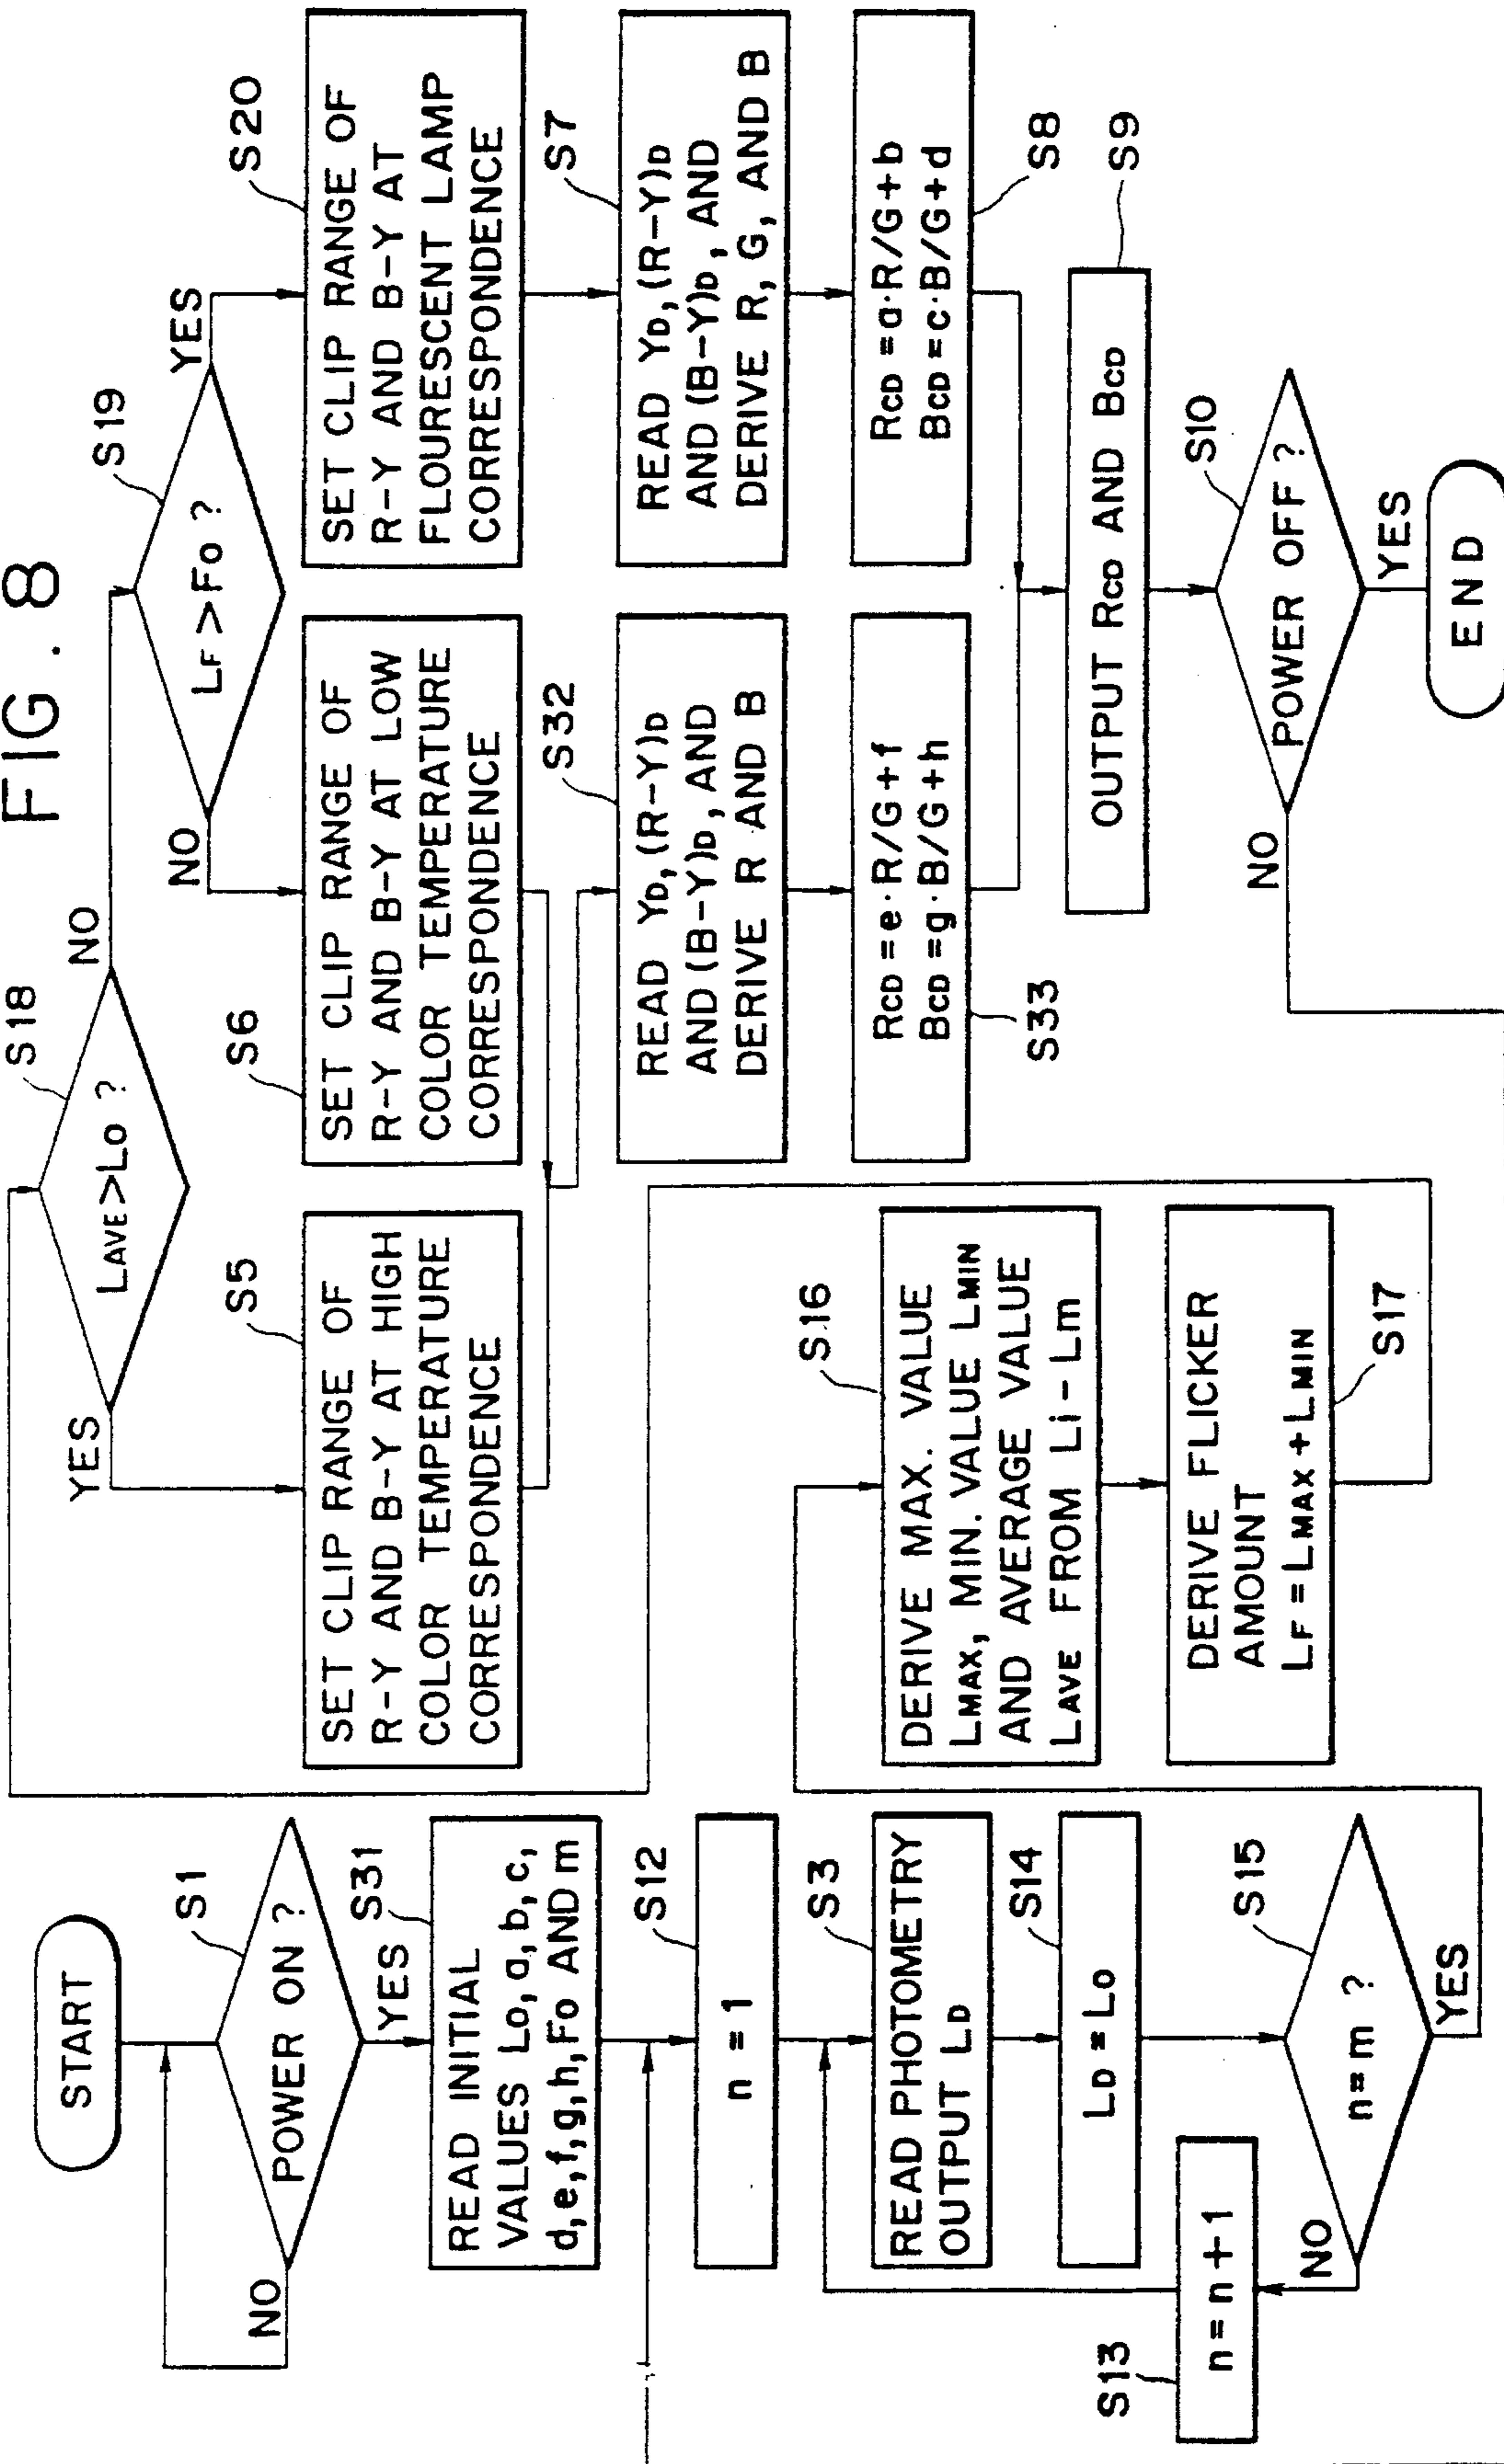 FIG. 8
START
S1
POWER ON ?
NO
YES
S31
READ INITIAL
VALUES LO, a, b, c,
d, e, f, g, h, FO AND m
S12
n = 1
S3
READ PHOTOMETRY
OUTPUT LD
S14
LD = LO
S15
n = m ?
NO
YES
S13
n = n + 1
S16
DERIVE MAX. VALUE
LMAX, MIN. VALUE LMIN
AND AVERAGE VALUE
LAVE FROM Li - Lm
DERIVE FLICKER
AMOUNT
LF = LMAX + LMIN
S17
S18
LAVE > LO ?
YES
NO
S5
SET CLIP RANGE OF
R-Y AND B-Y AT HIGH
COLOR TEMPERATURE
CORRESPONDENCE
S19
LF > FO ?
NO
YES
S6
SET CLIP RANGE OF
R-Y AND B-Y AT LOW
COLOR TEMPERATURE
CORRESPONDENCE
S20
SET CLIP RANGE OF
R-Y AND B-Y AT
FLOURESCENT LAMP
CORRESPONDENCE
S32
READ YD, (R-Y)D
AND (B-Y)D, AND
DERIVE R AND B
S7
READ YD, (R-Y)D
AND (B-Y)D, AND
DERIVE R, G, AND B
RCD = e·R/G+f
BCD = g·B/G+h
S33
RCD = a·R/G+b
BCD = c·B/G+d
S8
S9
OUTPUT RCD AND BCD
S10
POWER OFF ?
NO
YES
END